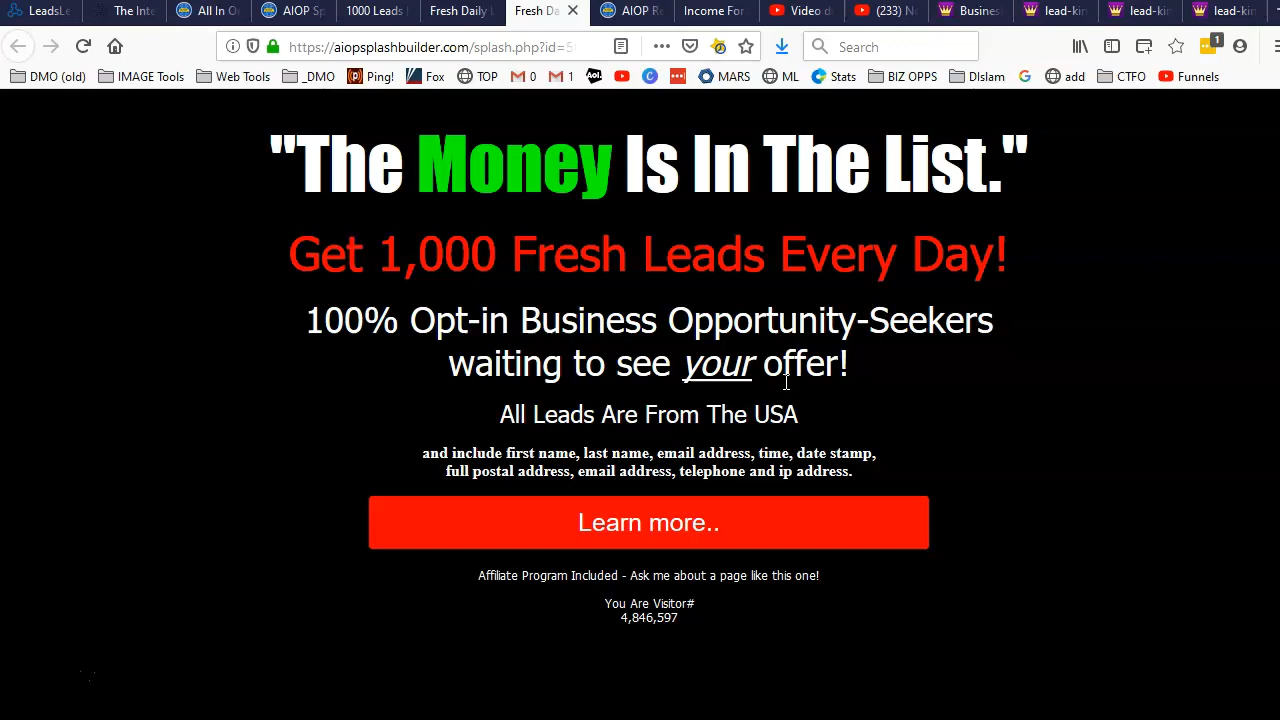 LeadsLe
The Inte
All In O
AIOP Sp
1000 Leads
Fresh Daily
Fresh Da
AIOP Re
Income For
Video d
(233) N
Busines
lead-kin
lead-kin
lead-kin
https://aiopsplashbuilder.com/splash.php?id=5
Search
1
DMO (old)
IMAGE Tools
Web Tools
_DMO
Ping!
Fox
TOP
0
1
Aol.
MARS
ML
Stats
BIZ OPPS
DIslam
add
CTFO
Funnels
"The Money Is In The List."
Get 1,000 Fresh Leads Every Day!
100% Opt-in Business Opportunity-Seekers
waiting to see your offer!
All Leads Are From The USA
and include first name, last name, email address, time, date stamp,
full postal address, email address, telephone and ip address.
Learn more..
Affiliate Program Included - Ask me about a page like this one!
You Are Visitor#
4,846,597